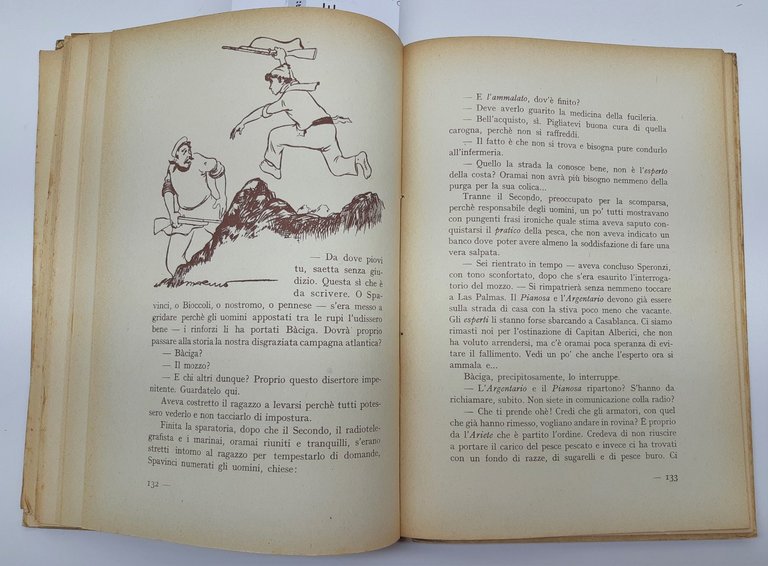 — Da dove piovi
tu, saetta senza giu-
dizio. Questa sì che è
da scrivere. O Spa-
vinci, o Bioccoli, o nostromo, o pennese — s'era messo a
gridare perchè gli uomini appostati tra le rupi l'udissero
bene — i rinforzi li ha portati Bàciga. Dovrà proprio
passare alla storia la nostra disgraziata campagna atlantica?
— Bàciga?
— Il mozzo?
— E chi altri dunque? Proprio questo disertore impe-
nitente. Guardatelo qui.
Aveva costretto il ragazzo a levarsi perchè tutti potes-
sero vederlo e non tacciarlo di impostura.
Finita la sparatoria, dopo che il Secondo, il radiotele-
grafista e i marinai, oramai riuniti e tranquilli, s'erano
stretti intorno al ragazzo per tempestarlo di domande,
Spavinci numerati gli uomini, chiese:
132 —
— E l'ammalato, dov'è finito?
— Deve averlo guarito la medicina della fucileria.
— Bell'acquisto, sì. Pigliatevi buona cura di quella
carogna, perchè non si raffreddi.
— Il fatto è che non si trova e bisogna pure condurlo
all'infermeria.
— Quello la strada la conosce bene, non è l'esperto
della costa? Oramai non avrà più bisogno nemmeno della
purga per la sua colica...
Tranne il Secondo, preoccupato per la scomparsa,
perchè responsabile degli uomini, un po' tutti mostravano
con pungenti frasi ironiche quale stima aveva saputo con-
quistarsi il pratico della pesca, che non aveva indicato un
banco dove poter avere almeno la soddisfazione di fare una
vera salpata.
— Sei rientrato in tempo — aveva concluso Speronzi,
con tono sconfortato, dopo che s'era esaurito l'interroga-
torio del mozzo. — Si rimpatrierà senza nemmeno toccare
a Las Palmas. Il Pianosa e l'Argentario devono già essere
sulla strada di casa con la stiva poco meno che vacante.
Gli esperti li stanno forse sbarcando a Casablanca. Ci siamo
rimasti noi per l'ostinazione di Capitan Alberici, che non
ha voluto arrendersi, ma c'è oramai poca speranza di evi-
tare il fallimento. Vedi un po' che anche l'esperto ora si
ammala e...
Bàciga, precipitosamente, lo interruppe.
— L'Argentario e il Pianosa ripartono? S'hanno da
richiamare, subito. Non siete in comunicazione colla radio?
— Che ti prende ohè! Credi che gli armatori, con quel
che già hanno rimesso, vogliano andare in rovina? È proprio
da l'Ariete che è partito l'ordine. Credeva di non riuscire
a portare il carico del pesce pescato e invece ci ha trovati
con un fondo di razze, di sugarelli e di pesce buro. Ci
— 133